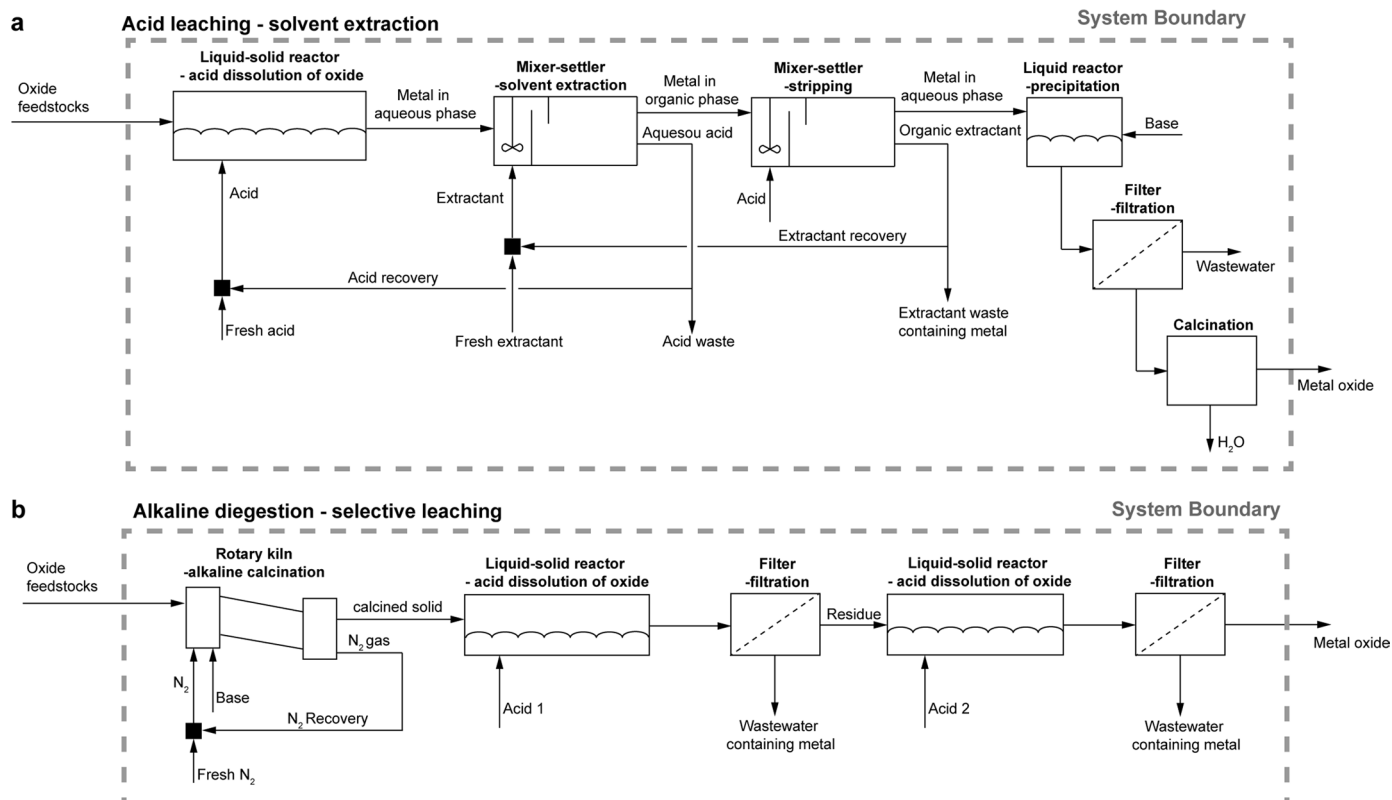 a
Acid leaching - solvent extraction
System Boundary
Liquid-solid reactor
- acid dissolution of oxide
Mixer-settler
-solvent extraction
Mixer-settler
-stripping
Liquid reactor
-precipitation
Oxide
feedstocks
Metal in
aqueous phase
Metal in
organic phase
Metal in
aqueous phase
Aquesou acid
Organic extractant
Base
Acid
Extractant
Acid
Filter
-filtration
Extractant recovery
Wastewater
Acid recovery
Fresh acid
Fresh extractant
Acid waste
Extractant waste
containing metal
Calcination
Metal oxide
H2O
b
Alkaline diegestion - selective leaching
System Boundary
Oxide
feedstocks
Rotary kiln
-alkaline calcination
Liquid-solid reactor
- acid dissolution of oxide
Filter
-filtration
Liquid-solid reactor
- acid dissolution of oxide
Filter
-filtration
calcined solid
Residue
N2 gas
Metal oxide
N2
Base
Acid 1
Acid 2
N2 Recovery
Wastewater
containing metal
Wastewater
containing metal
Fresh N2